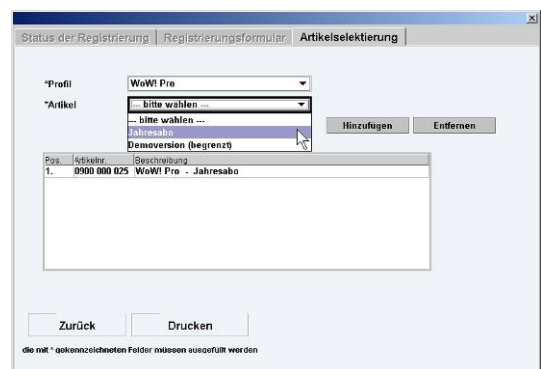 Status der Registrierung Registrierungsformular Artikelselektierung
*Profil WoW! Pro
*Artikel --- bitte wählen ---
--- bitte wählen ---
Jahresabo
Demoversion (begrenzt)
Hinzufügen Entfernen
Pos. Artikelnr. Beschreibung
1. 0900 000 025 WoW! Pro - Jahresabo
Zurück Drucken
die mit * gekennzeichneten Felder müssen ausgefüllt werden